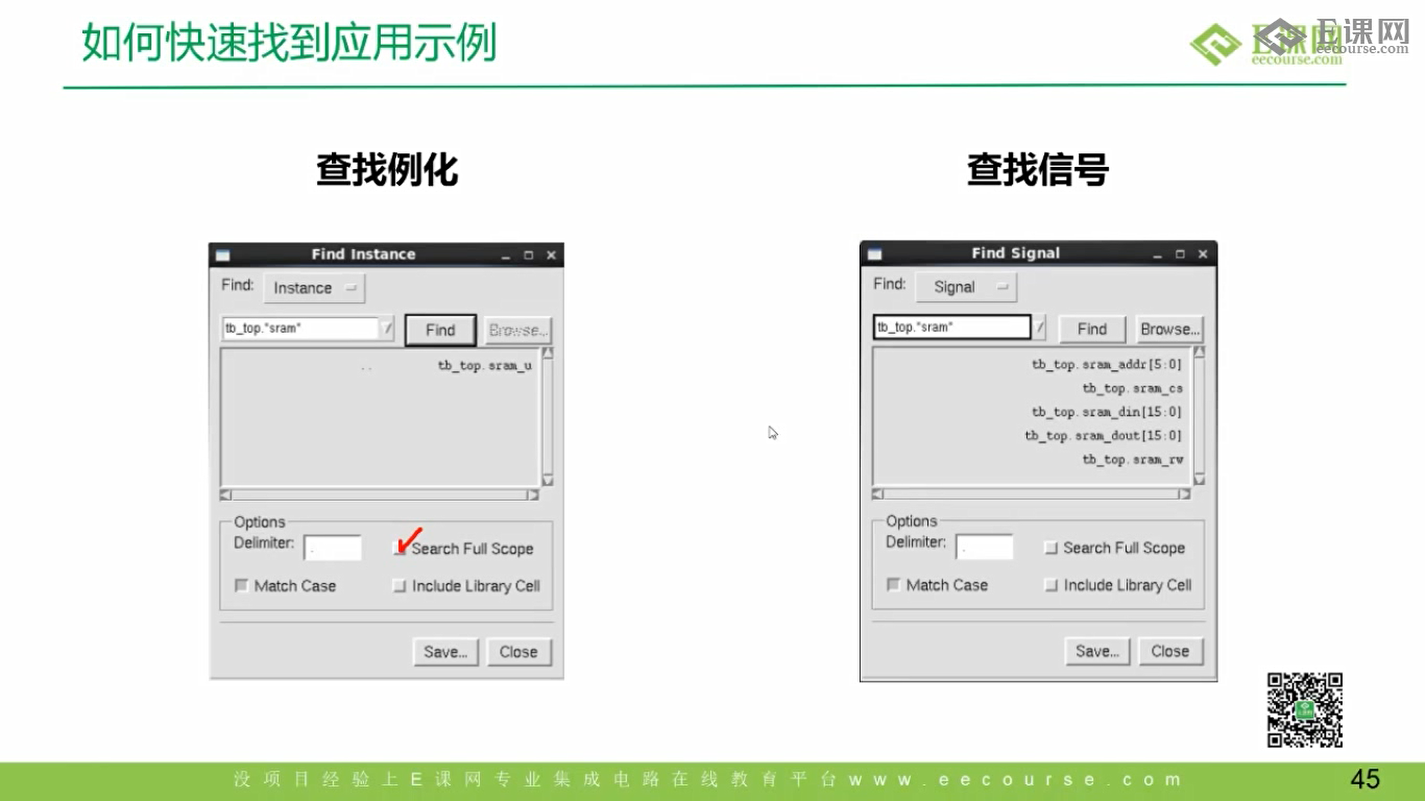 如何快速找到应用示例
E课网
eecourse.com
E课网
eecourse.com
查找例化
查找信号
Find Instance
Find: Instance
tb_top."sram"
Find
Browse...
tb_top.sram_u
Options
Delimiter: .
Search Full Scope
Match Case
Include Library Cell
Save...
Close
Find Signal
Find: Signal
tb_top."sram"
Find
Browse...
tb_top.sram_addr[5:0]
tb_top.sram_cs
tb_top.sram_din[15:0]
tb_top.sram_dout[15:0]
tb_top.sram_rw
Options
Delimiter: .
Search Full Scope
Match Case
Include Library Cell
Save...
Close
没项目经验上E课网专业集成电路在线教育平台www.eecourse.com
45